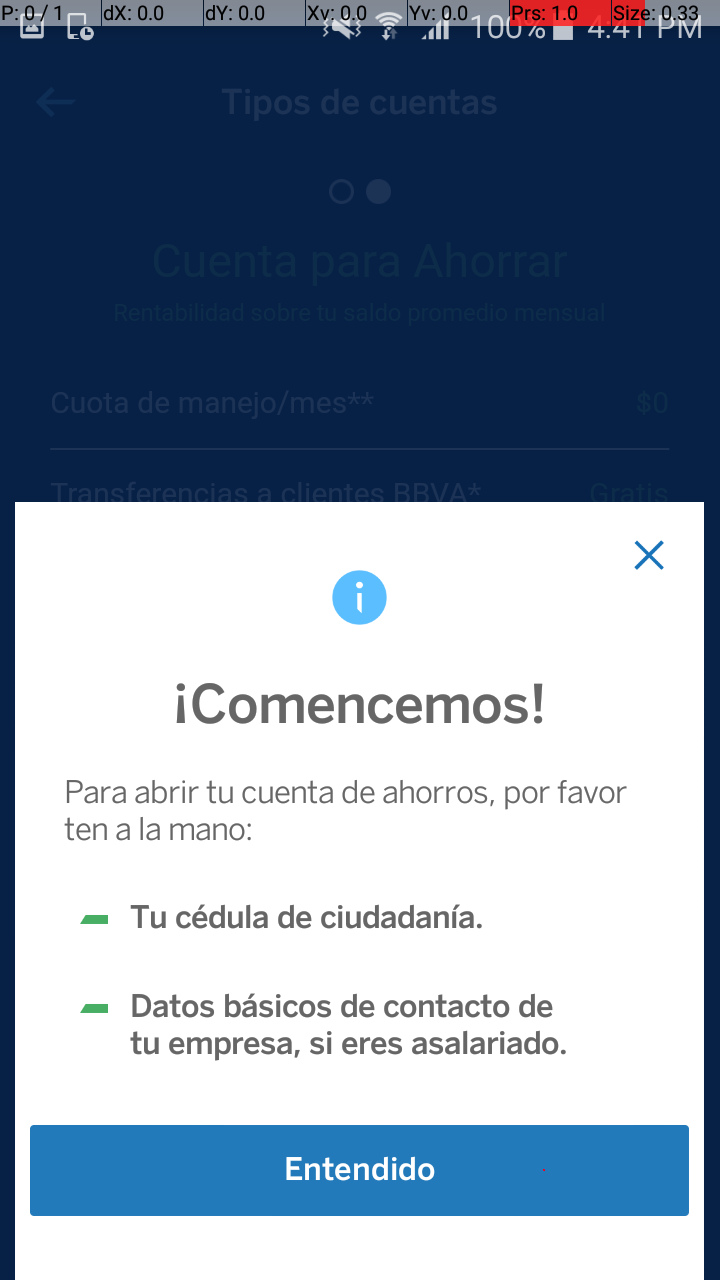 P: 0 / 1 dX: 0.0 dY: 0.0 Xv: 0.0 Yv: 0.0 Prs: 1.0 Size: 0.33
100% 4:41 PM
Tipos de cuentas
Cuenta para Ahorrar
Rentabilidad sobre tu saldo promedio mensual
Cuota de manejo/mes** $0
Transferencias a clientes BBVA* Gratis
¡Comencemos!
Para abrir tu cuenta de ahorros, por favor
ten a la mano:
Tu cédula de ciudadanía.
Datos básicos de contacto de
tu empresa, si eres asalariado.
Entendido